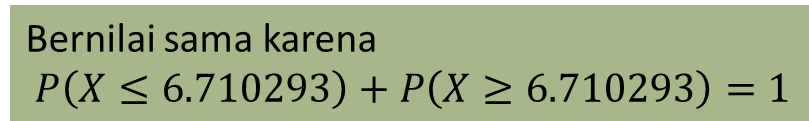 Bernilai sama karena
P(X ≤ 6.710293) + P(X ≥ 6.710293) = 1